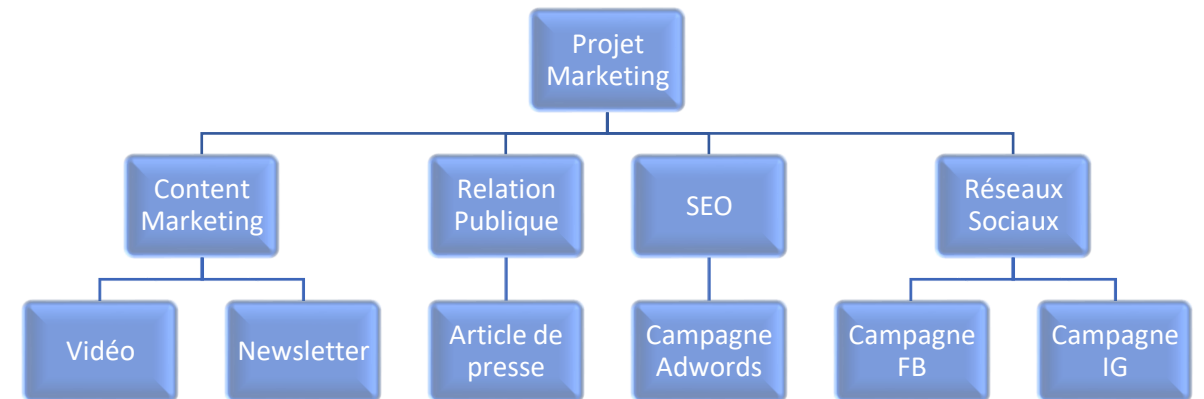 Projet
Marketing
Content
Marketing
Relation
Publique
SEO
Réseaux
Sociaux
Vidéo
Newsletter
Article de
presse
Campagne
Adwords
Campagne
FB
Campagne
IG